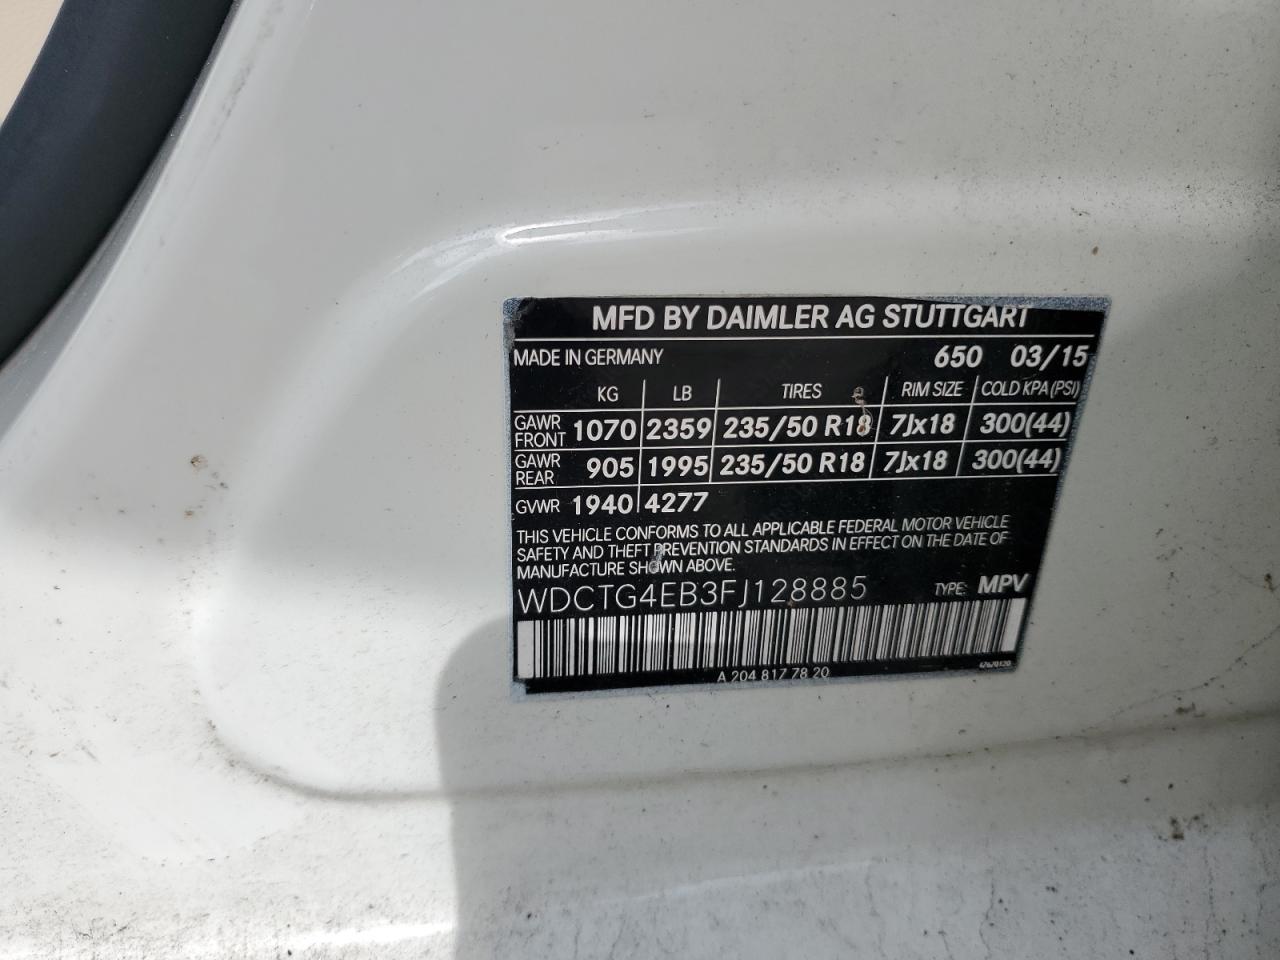 MFD BY DAIMLER AG STUTTGART
MADE IN GERMANY 650 03/15
KG LB TIRES RIM SIZE COLD KPA (PSI)
GAWR FRONT 1070 2359 235/50 R18 7Jx18 300(44)
GAWR REAR 905 1995 235/50 R18 7Jx18 300(44)
GVWR 1940 4277
THIS VEHICLE CONFORMS TO ALL APPLICABLE FEDERAL MOTOR VEHICLE
SAFETY AND THEFT PREVENTION STANDARDS IN EFFECT ON THE DATE OF
MANUFACTURE SHOWN ABOVE.
WDCTG4EB3FJ128885 TYPE: MPV
A 204 817 78 20